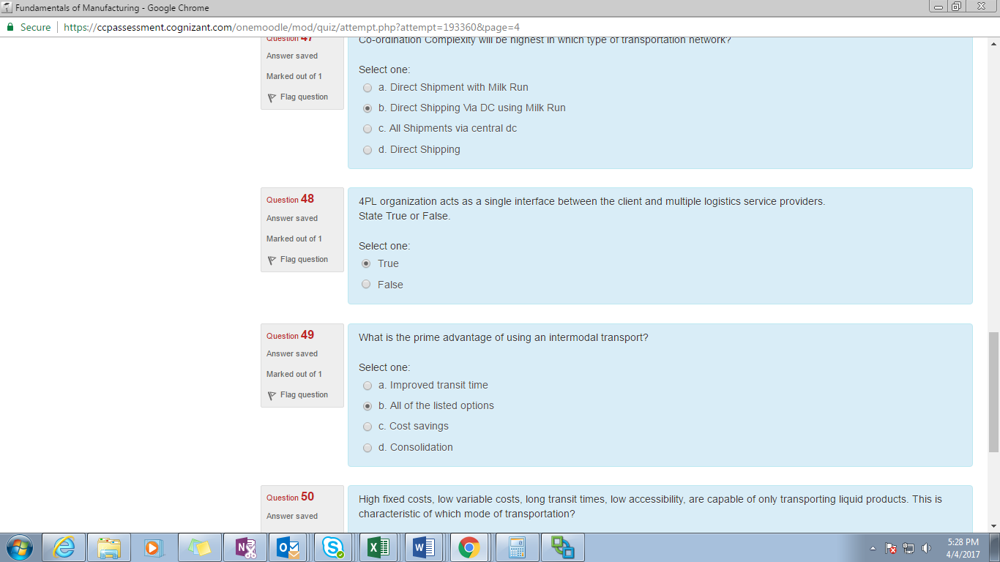 Fundamentals of Manufacturing - Google Chrome
Secure https://ccpassessment.cognizant.com/onemoodle/mod/quiz/attempt.php?attempt=193360&page=4
Question 47
Answer saved
Marked out of 1
Flag question
Co-ordination Complexity will be highest in which type of transportation network?
Select one:
a. Direct Shipment with Milk Run
b. Direct Shipping Via DC using Milk Run
c. All Shipments via central dc
d. Direct Shipping
Question 48
Answer saved
Marked out of 1
Flag question
4PL organization acts as a single interface between the client and multiple logistics service providers.
State True or False.
Select one:
True
False
Question 49
Answer saved
Marked out of 1
Flag question
What is the prime advantage of using an intermodal transport?
Select one:
a. Improved transit time
b. All of the listed options
c. Cost savings
d. Consolidation
Question 50
Answer saved
High fixed costs, low variable costs, long transit times, low accessibility, are capable of only transporting liquid products. This is
characteristic of which mode of transportation?
5:28 PM
4/4/2017